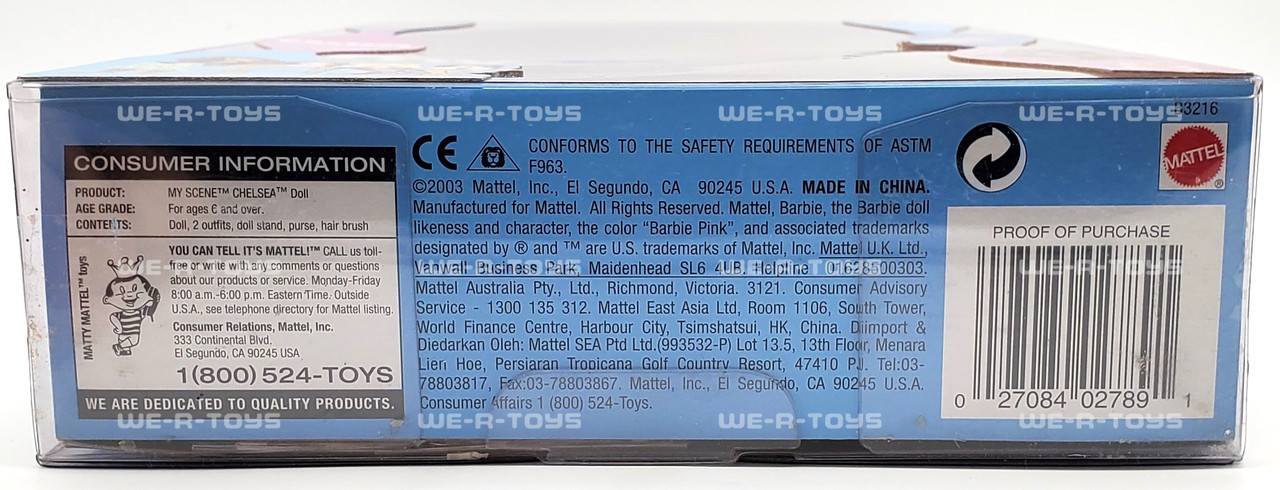 B3216
CONSUMER INFORMATION
PRODUCT: MY SCENE™ CHELSEA™ Doll
AGE GRADE: For ages 6 and over.
CONTENTS: Doll, 2 outfits, doll stand, purse, hair brush
MATTY MATTEL™ toys
YOU CAN TELL IT'S MATTEL!™ CALL us toll-
free or write with any comments or questions
about our products or service. Monday-Friday
8:00 a.m.-6:00 p.m. Eastern Time. Outside
U.S.A., see telephone directory for Mattel listing.
Consumer Relations, Mattel, Inc.
333 Continental Blvd.
El Segundo, CA 90245 USA
1(800) 524-TOYS
WE ARE DEDICATED TO QUALITY PRODUCTS.
CE CONFORMS TO THE SAFETY REQUIREMENTS OF ASTM
F963.
©2003 Mattel, Inc., El Segundo, CA 90245 U.S.A. MADE IN CHINA.
Manufactured for Mattel. All Rights Reserved. Mattel, Barbie, the Barbie doll
likeness and character, the color "Barbie Pink", and associated trademarks
designated by ® and ™ are U.S. trademarks of Mattel, Inc. Mattel U.K. Ltd.,
Vanwall Business Park, Maidenhead SL6 4UB. Helpline 01628500303.
Mattel Australia Pty., Ltd., Richmond, Victoria. 3121. Consumer Advisory
Service - 1300 135 312. Mattel East Asia Ltd, Room 1106, South Tower,
World Finance Centre, Harbour City, Tsimshatsui, HK, China. Diimport &
Diedarkan Oleh: Mattel SEA Ptd Ltd.(993532-P) Lot 13.5, 13th Floor, Menara
Lien Hoe, Persiaran Tropicana Golf Country Resort, 47410 PJ. Tel:03-
78803817, Fax:03-78803867. Mattel, Inc., El Segundo, CA 90245 U.S.A.
Consumer Affairs 1 (800) 524-Toys.
MATTEL ®
PROOF OF PURCHASE
0 27084 02789 1
WE-R-TOYS WE-R-TOYS WE-R-TOYS WE-R-TOYS
WE-R-TOYS WE-R-TOYS WE-R-TOYS WE-R-TOYS
WE-R-TOYS WE-R-TOYS WE-R-TOYS WE-R-TOYS